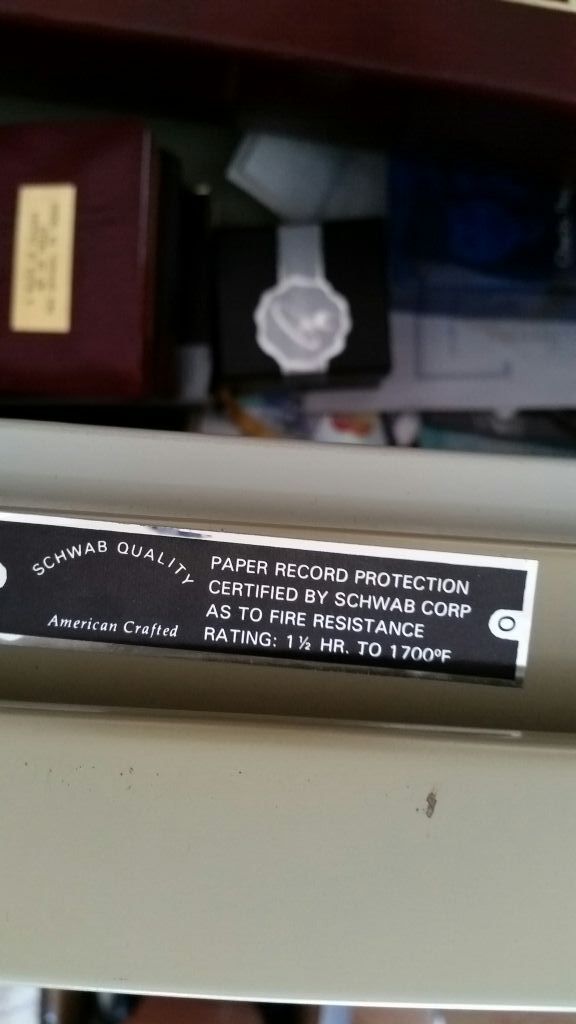 SCHWAB QUALITY
American Crafted
PAPER RECORD PROTECTION
CERTIFIED BY SCHWAB CORP
AS TO FIRE RESISTANCE
RATING: 1½ HR. TO 1700ºF